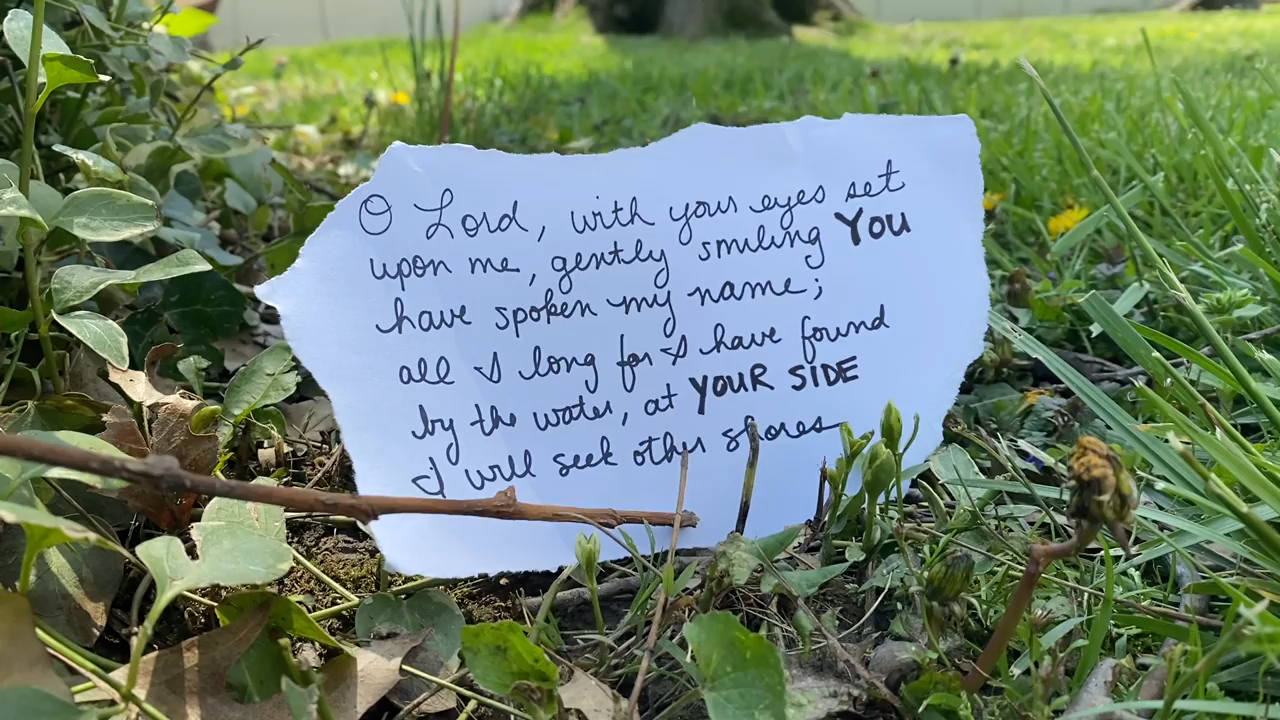 O Lord, with your eyes set
upon me, gently smiling YOU
have spoken my name;
all I long for I have found
by the water, at YOUR SIDE
I will seek other shores